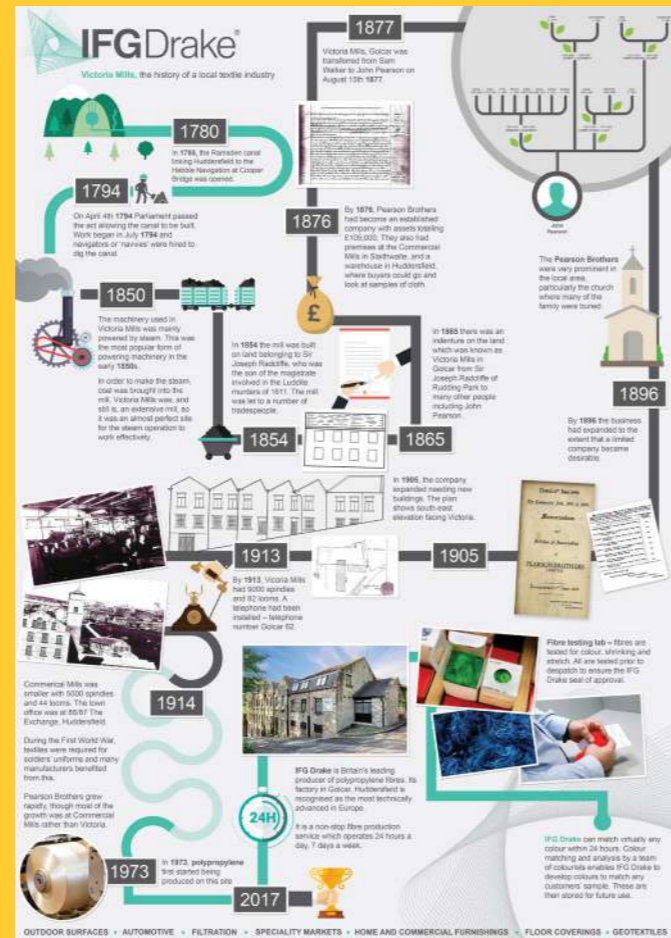 IFGDrake®
Victoria Mills, the history of a local textile industry
1780
In 1780, the Ramsden canal
linking Huddersfield to the
Hebble Navigation at Cooper
Bridge was opened.
1794
On April 4th 1794 Parliament passed
the act allowing the canal to be built.
Work began in July 1794 and
navigators or 'navvies' were hired to
dig the canal.
1850
The machinery used in
Victoria Mills was mainly
powered by steam. This was
the most popular form of
powering machinery in the
early 1850s.
In order to make the steam,
coal was brought into the
mill. Victoria Mills was, and
still is, an extensive mill, so
it was an almost perfect site
for the steam operation to
work effectively.
1854
In 1854 the mill was built
on land belonging to Sir
Joseph Radcliffe, who was
the son of the magistrate
involved in the Luddite
murders of 1811. The mill
was let to a number of
tradespeople.
1865
In 1865 there was an
indenture on the land
which was known as
Victoria Mills in
Golcar from Sir
Joseph Radcliffe of
Rudding Park to
many other people
including John
Pearson.
£
1876
By 1876, Pearson Brothers
had become an established
company with assets totalling
£105,000. They also had
premises at the Commercial
Mills in Slaithwaite, and a
warehouse in Huddersfield,
where buyers could go and
look at samples of cloth.
1877
Victoria Mills, Golcar was
transferred from Sam
Walker to John Pearson on
August 15th 1877.
John
Pearson
The Pearson Brothers
were very prominent in
the local area,
particularly the church
where many of the
family were buried.
1896
By 1896 the business
had expanded to the
extent that a limited
company became
desirable.
Memorandum
PEARSON BROTHERS
1905
In 1905, the company
expanded needing new
buildings. The plan
shows south-east
elevation facing Victoria.
1913
By 1913, Vicoria Mills
had 9000 spindles
and 82 looms. A
telephone had been
installed – telephone
number Golcar 62.
1914
Commerical Mills was
smaller with 5000 spindles
and 44 looms. The town
office was at 86/87 The
Exchange, Huddersfield.
During the First World War,
textiles were required for
soldiers' uniforms and many
manufacturers benefited
from this.
Pearson Brothers grew
rapidly, though most of the
growth was at Commercial
Mills rather than Victoria.
1973
In 1973, polypropylene
first started being
produced on this site
2017
24H
IFG Drake is Britain's leading
producer of polypropylene fibres. Its
factory in Golcar, Huddersfield is
recognised as the most technically
advanced in Europe.
It is a non-stop fibre production
service which operates 24 hours a
day, 7 days a week.
Fibre testing lab – fibres are
tested for colour, shrinking and
stretch. All are tested prior to
despatch to ensure the IFG
Drake seal of approval.
IFG Drake can match virtually any
colour within 24 hours. Colour
matching and analysis by a team
of colourists enables IFG Drake to
develop colours to match any
customers' sample. These are
then stored for future use.
OUTDOOR SURFACES • AUTOMOTIVE • FILTRATION • SPECIALITY MARKETS • HOME AND COMMERCIAL FURNISHINGS • FLOOR COVERINGS • GEOTEXTILES